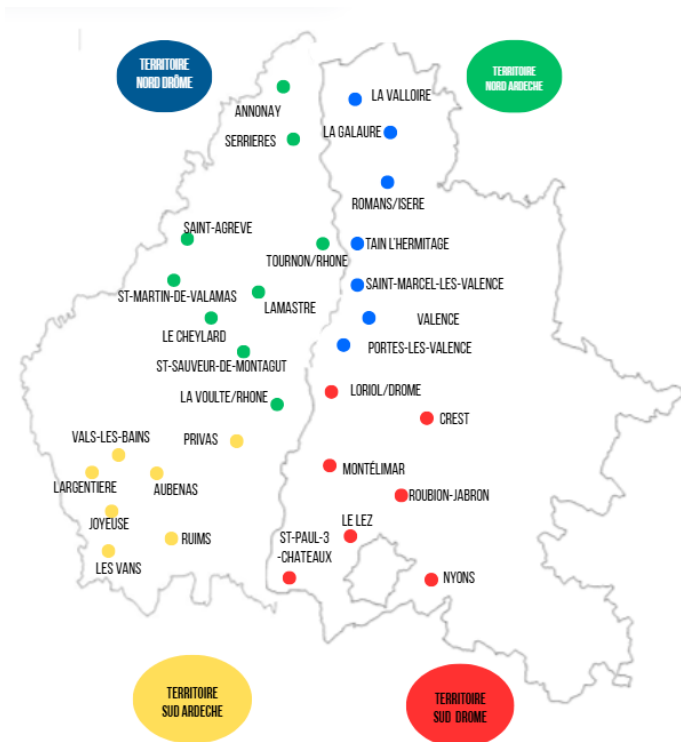 TERRITOIRE
NORD DRÔME
TERRITOIRE
NORD ARDECHE
ANNONAY
LA VALLOIRE
SERRIERES
LA GALAURE
ROMANS/ISERE
SAINT-AGREVE
TOURNON/RHONE
TAIN L'HERMITAGE
ST-MARTIN-DE-VALAMAS
LAMASTRE
SAINT-MARCEL-LES-VALENCE
LE CHEYLARD
VALENCE
ST-SAUVEUR-DE-MONTAGUT
PORTES-LES-VALENCE
LA VOULTE/RHONE
LORIOL/DROME
CREST
VALS-LES-BAINS
PRIVAS
LARGENTIERE
AUBENAS
MONTÉLIMAR
ROUBION-JABRON
JOYEUSE
RUIMS
LE LEZ
ST-PAUL-3
-CHATEAUX
LES VANS
NYONS
TERRITOIRE
SUD ARDECHE
TERRITOIRE
SUD DROME